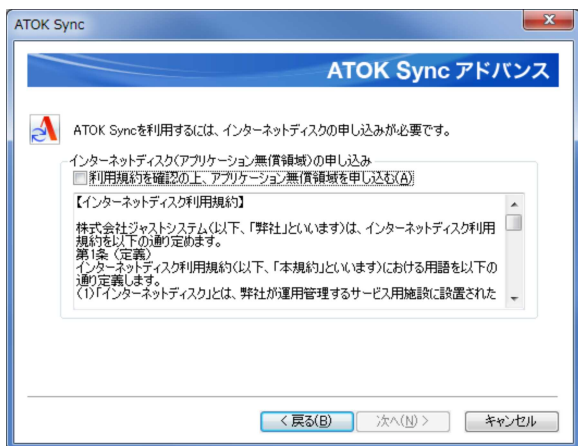 ATOK Sync
ATOK Sync アドバンス
ATOK Syncを利用するには、インターネットディスクの申し込みが必要です。
インターネットディスク(アプリケーション無償領域)の申し込み
利用規約を確認の上、アプリケーション無償領域を申し込む(A)
【インターネットディスク利用規約】
株式会社ジャストシステム(以下、「弊社」といいます)は、インターネットディスク利用
規約を以下の通り定めます。
第1条 (定義)
インターネットディスク利用規約(以下、「本規約」といいます)における用語を以下の
通り定義します。
(1)「インターネットディスク」とは、弊社が運用管理するサービス用施設に設置された
< 戻る(B)
次へ(N) >
キャンセル